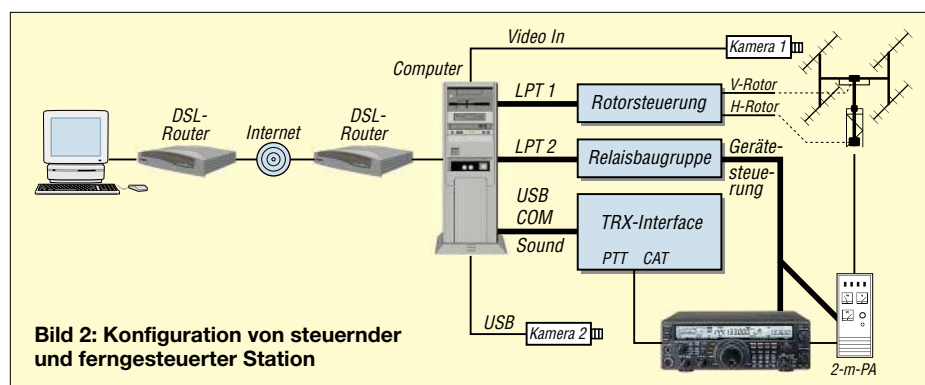 Video In
Kamera 1
Computer
LPT 1
V-Rotor
Rotorsteuerung
H-Rotor
DSL-
Router
Internet
DSL-
Router
LPT 2
Relaisbaugruppe
Geräte-
steue-
rung
USB
COM
Sound
TRX-Interface
PTT CAT
USB
Kamera 2
2-m-PA
Bild 2: Konfiguration von steuernder
und ferngesteuerter Station